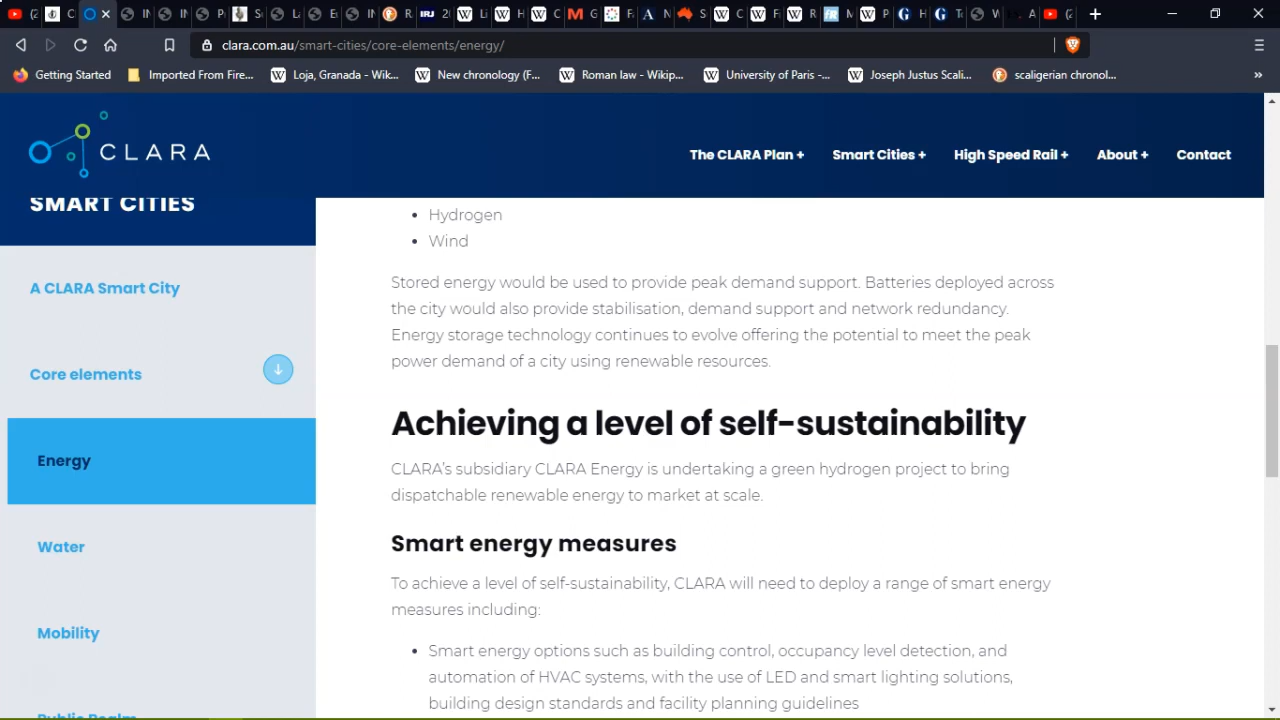 clara.com.au/smart-cities/core-elements/energy/
Getting Started
Imported From Fire...
Loja, Granada - Wik...
New chronology (F...
Roman law - Wikip...
University of Paris -...
Joseph Justus Scali...
scaligerian chronol...
»
CLARA
The CLARA Plan +
Smart Cities +
High Speed Rail +
About +
Contact
SMART CITIES
A CLARA Smart City
Core elements
Energy
Water
Mobility
Public Realm
• Hydrogen
• Wind
Stored energy would be used to provide peak demand support. Batteries deployed across
the city would also provide stabilisation, demand support and network redundancy.
Energy storage technology continues to evolve offering the potential to meet the peak
power demand of a city using renewable resources.
Achieving a level of self-sustainability
CLARA's subsidiary CLARA Energy is undertaking a green hydrogen project to bring
dispatchable renewable energy to market at scale.
Smart energy measures
To achieve a level of self-sustainability, CLARA will need to deploy a range of smart energy
measures including:
• Smart energy options such as building control, occupancy level detection, and
automation of HVAC systems, with the use of LED and smart lighting solutions,
building design standards and facility planning guidelines